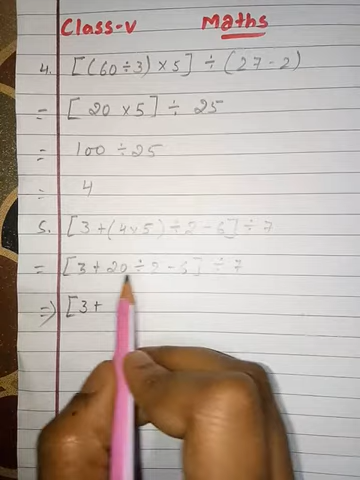 Class-V Maths
4. [(60÷3) ×5] ÷ (27-2)
= [ 20 ×5] ÷ 25
= 100 ÷ 25
= 4
5. [3 + (4×5) ÷ 2 - 6] ÷ 7
= [3 + 20 ÷ 2 - 6] ÷ 7
=> [3 +